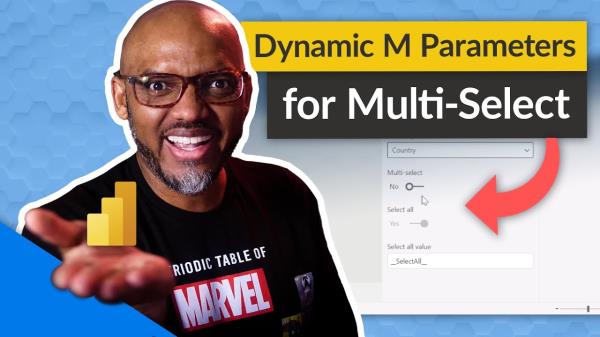 Dynamic M Parameters
for Multi-Select
Country
Multi-select
No
Select all
Yes
Select all value
__SelectAll__
RIODIC TABLE OF
MARVEL